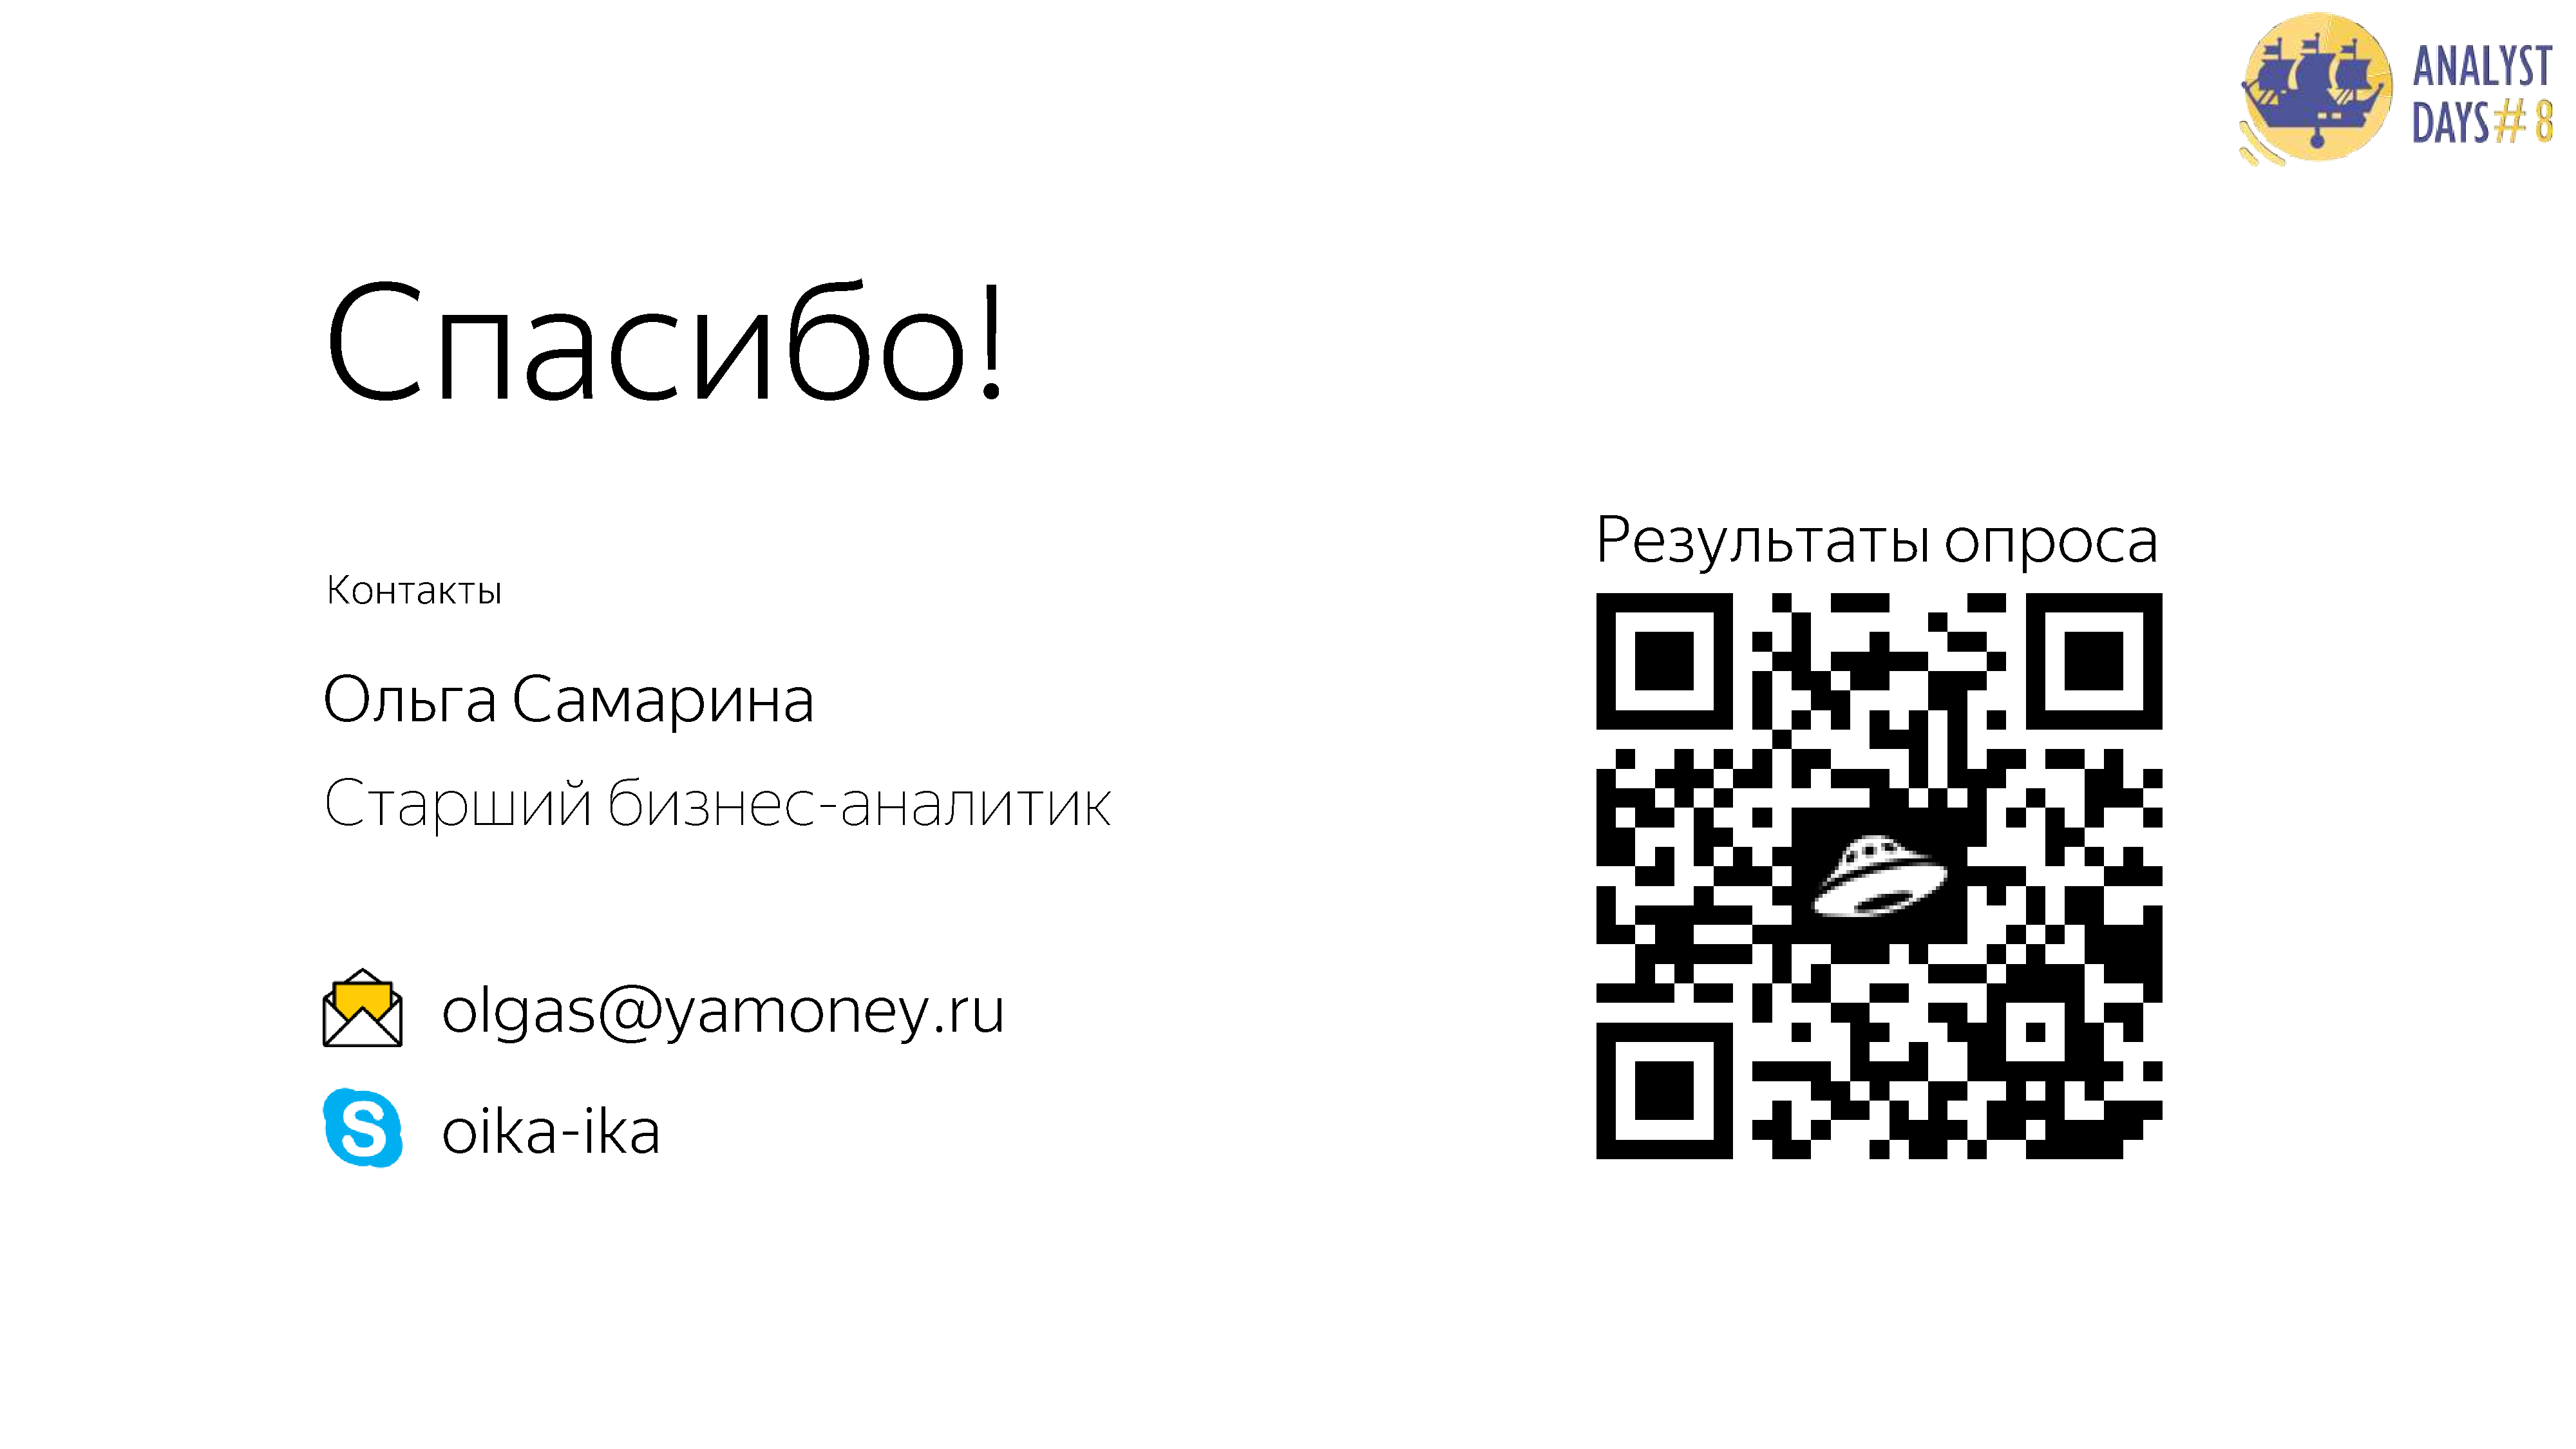 ANALYST
DAYS#8
Спасибо!
Контакты
Ольга Самарина
Старший бизнес-аналитик
olgas@yamoney.ru
oika-ika
Результаты опроса